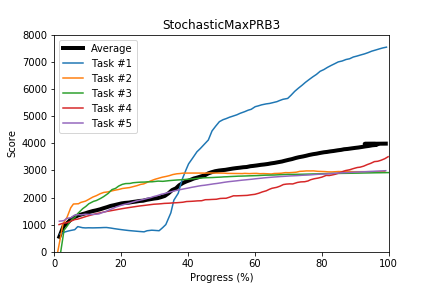 StochasticMaxPRB3
8000
7000
6000
5000
4000
3000
2000
1000
0
Score
Average
Task #1
Task #2
Task #3
Task #4
Task #5
0 20 40 60 80 100
Progress (%)